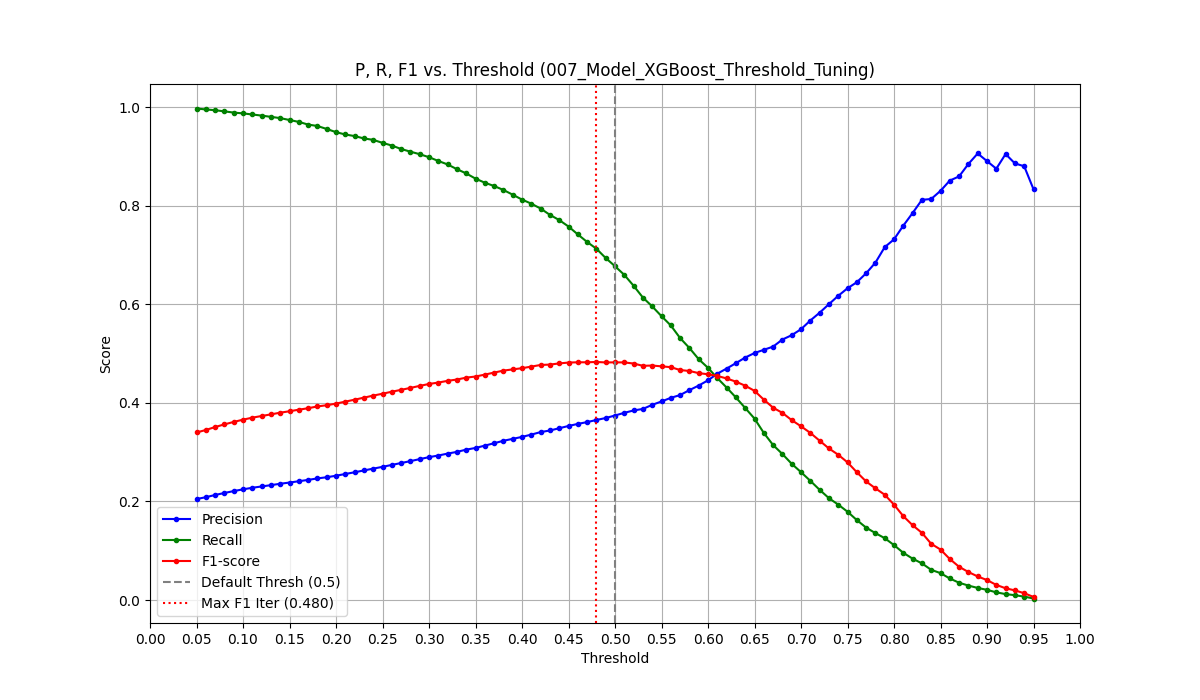 P, R, F1 vs. Threshold (007_Model_XGBoost_Threshold_Tuning)
1.0
0.8
0.6
0.4
0.2
0.0
Score
Precision
Recall
F1-score
Default Thresh (0.5)
Max F1 Iter (0.480)
0.00 0.05 0.10 0.15 0.20 0.25 0.30 0.35 0.40 0.45 0.50 0.55 0.60 0.65 0.70 0.75 0.80 0.85 0.90 0.95 1.00
Threshold